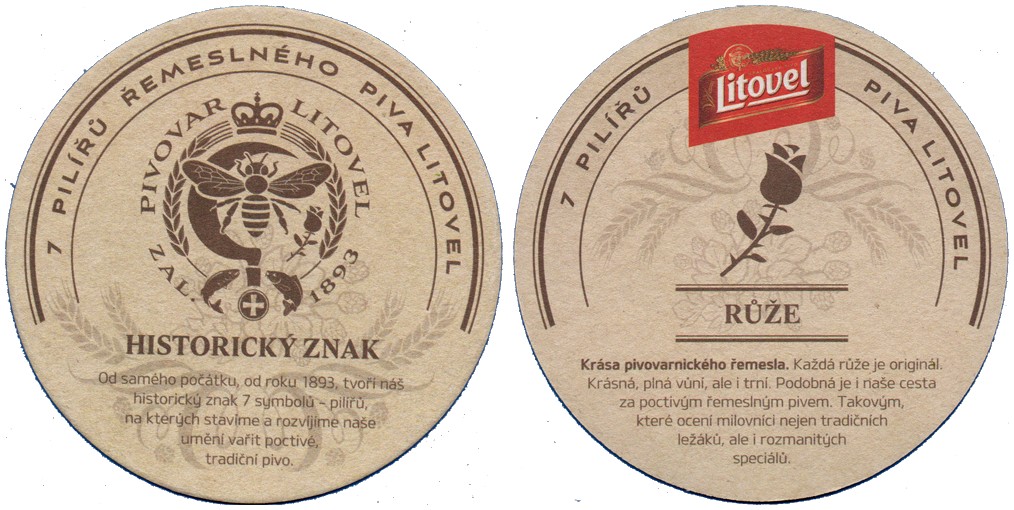 7 PILÍŘŮ ŘEMESLNÉHO PIVA LITOVEL
PIVOVAR LITOVEL
ZAL. 1893
HISTORICKÝ ZNAK
Od samého počátku, od roku 1893, tvoří náš
historický znak 7 symbolů – pilířů,
na kterých stavíme a rozvíjíme naše
umění vařit poctivé,
tradiční pivo.
Litovel
7 PILÍŘŮ PIVA LITOVEL
RŮŽE
Krása pivovarnického řemesla. Každá růže je originál.
Krásná, plná vůní, ale i trní. Podobná je i naše cesta
za poctivým řemeslným pivem. Takovým,
které ocení milovníci nejen tradičních
ležáků, ale i rozmanitých
speciálů.